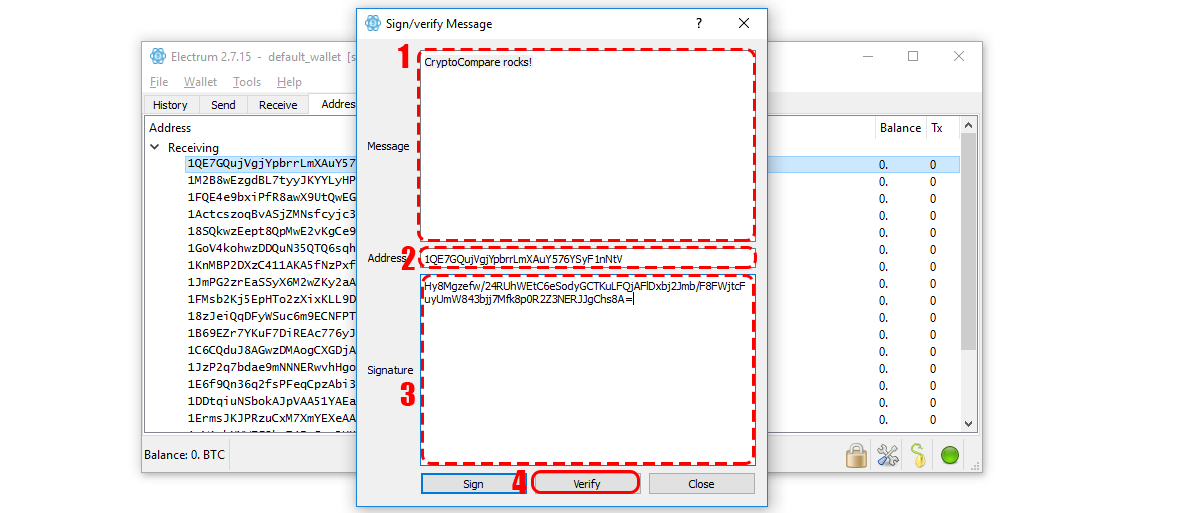 Sign/verify Message
?
Electrum 2.7.15 - default_wallet [s
File Wallet Tools Help
History Send Receive Addres
Address Balance Tx
Receiving
1QE7GQujVgjYpbrrLmXAuY57 0. 0
1M2B8wEzgdBL7tyyJKYYLyHP 0. 0
1FQE4e9bxiPfR8awX9UtQwEG 0. 0
1ActcszoqBvASjZMNsfcyjc3 0. 0
18SQkwzEept8QpMwE2vKgCe9 0. 0
1GoV4kohwzDDQuN35QTQ6sqh 0. 0
1KnMBP2DXzC411AKA5fNzPxf 0. 0
1JmPG2zrEaSSyX6M2wZKy2aA 0. 0
1FMsb2Kj5EpHTo2zXixKLL9D 0. 0
18zJeiQqDFyWSuc6m9ECNFPT 0. 0
1B69EZr7YKuF7DiREAc776yJ 0. 0
1C6CQduJ8AGwzDMAogCXGDjA 0. 0
1JzP2q7bdae9mNNNERwvhHgo 0. 0
1E6f9Qn36q2fsPFeqCpzAbi3 0. 0
1DDtqiuNSbokAJpVAA51YAEa 0. 0
1ErmsJKJPRzuCxM7XmYEXeAA 0. 0
Balance: 0. BTC
1
Message
CryptoCompare rocks!
2
Address
1QE7GQujVgjYpbrrLmXAuY576YSyF1nNtV
3
Signature
Hy8Mgzefw/24RUhWEtC6eSodyGCTKuLFQjAFlDxbj2Jmb/F8FWjtcF
uyUmW843bjj7Mfk8p0R2Z3NERJJgChs8A=
4
Sign Verify Close